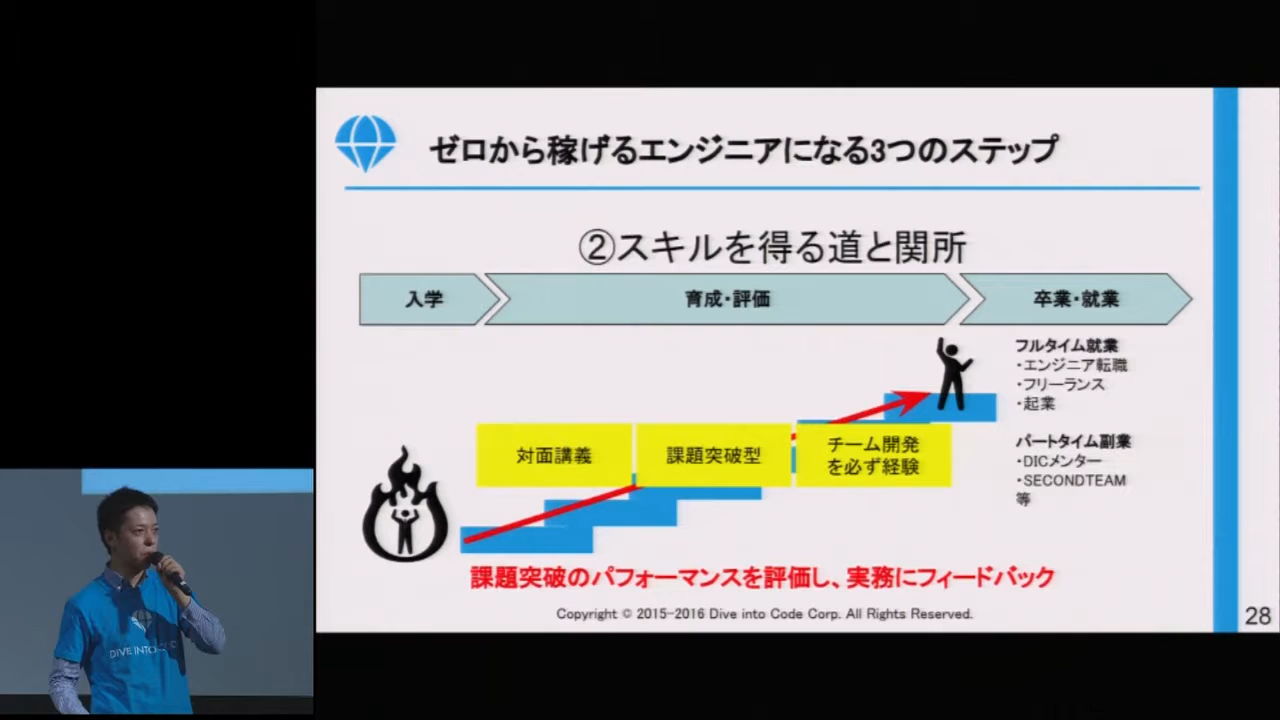 ゼロから稼げるエンジニアになる3つのステップ
②スキルを得る道と関所
入学
育成・評価
卒業・就業
フルタイム就業
・エンジニア転職
・フリーランス
・起業
パートタイム副業
・DICメンター
・SECONDTEAM
等
対面講義
課題突破型
チーム開発
を必ず経験
課題突破のパフォーマンスを評価し、実務にフィードバック
Copyright © 2015-2016 Dive into Code Corp. All Rights Reserved.
28
DIVE INTO